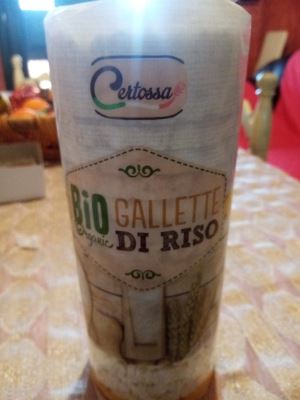 Certossa
BiO
Organic
GALLETTE
DI RISO